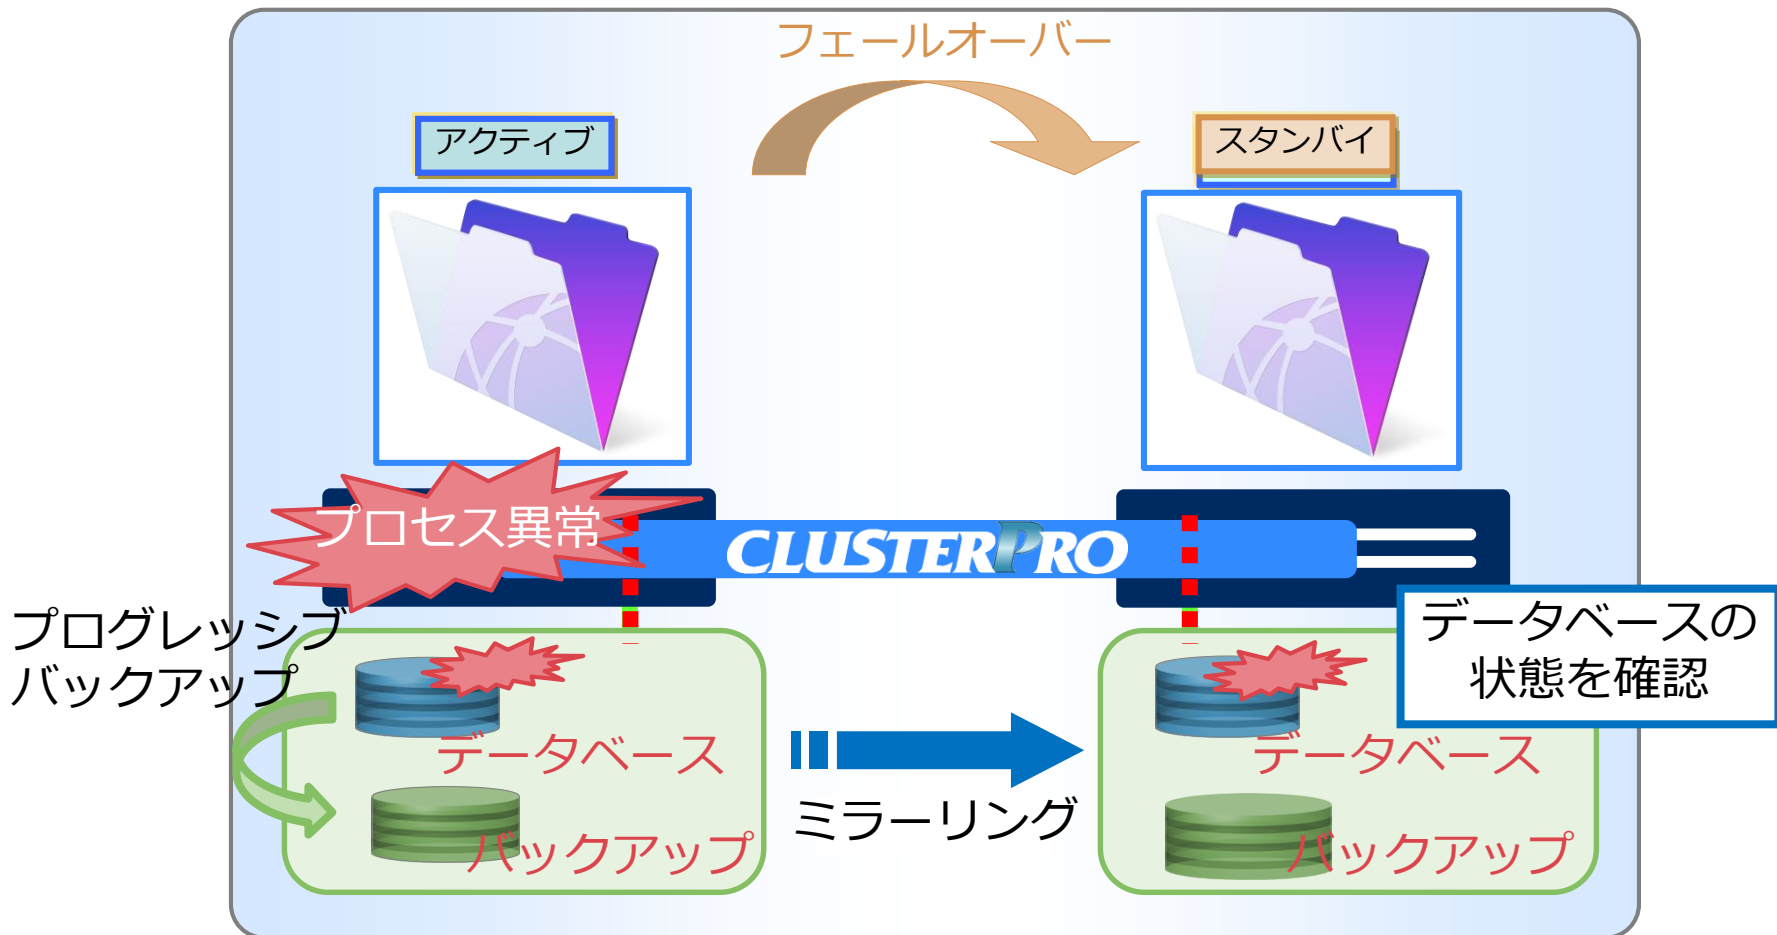 フェールオーバー
アクティブ
スタンバイ
プロセス異常
CLUSTERPRO
プログレッシブ
バックアップ
データベースの
状態を確認
データベース
データベース
ミラーリング
バックアップ
バックアップ